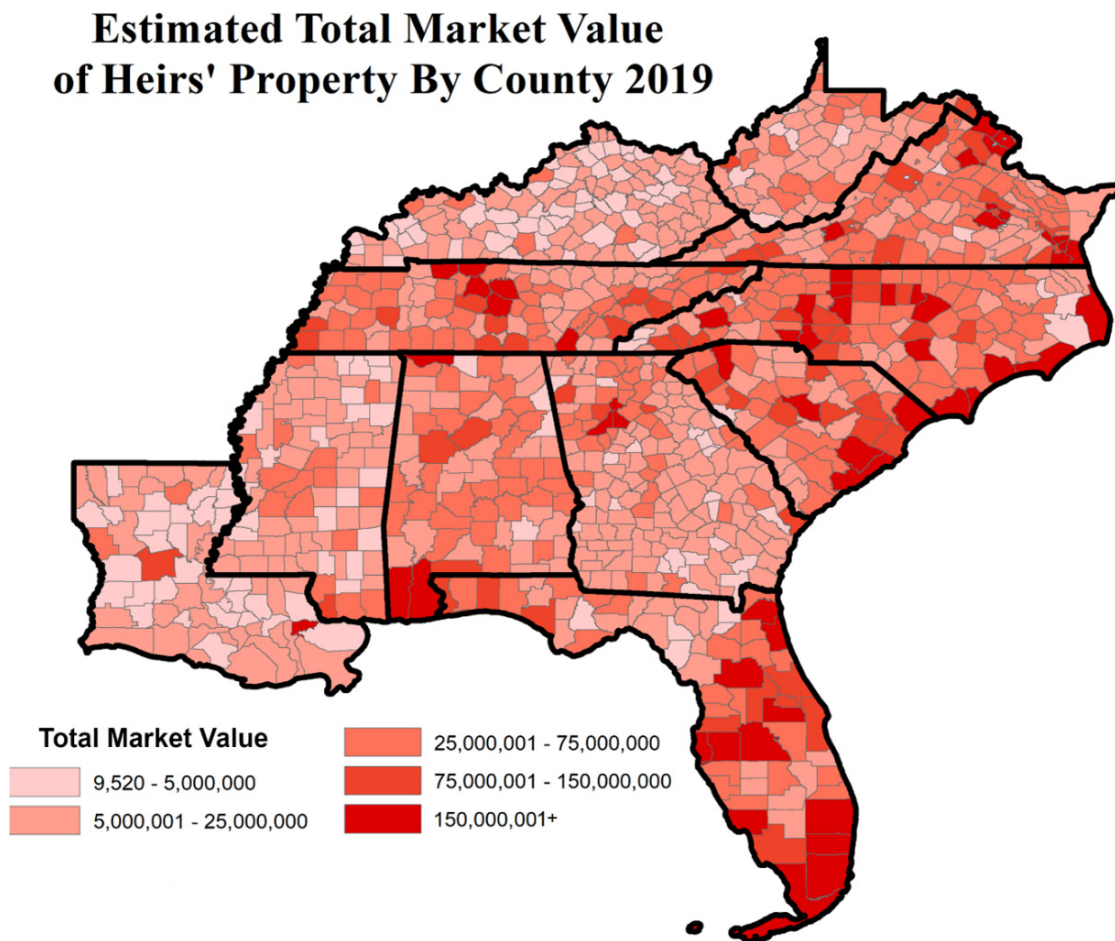 Estimated Total Market Value
of Heirs' Property By County 2019
Total Market Value
9,520 - 5,000,000
5,000,001 - 25,000,000
25,000,001 - 75,000,000
75,000,001 - 150,000,000
150,000,001+